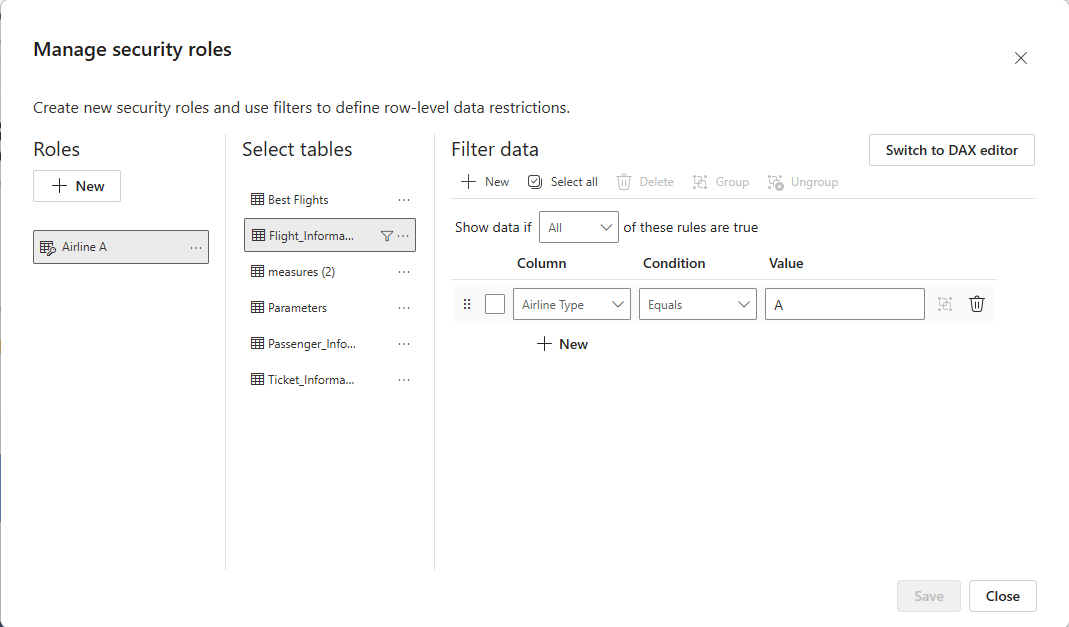 Manage security roles
Create new security roles and use filters to define row-level data restrictions.
Roles
New
Airline A
Select tables
Best Flights
Flight_Informa...
measures (2)
Parameters
Passenger_Info...
Ticket_Informa...
Filter data
Switch to DAX editor
New Select all Delete Group Ungroup
Show data if All of these rules are true
Column Condition Value
Airline Type Equals A
New
Save Close